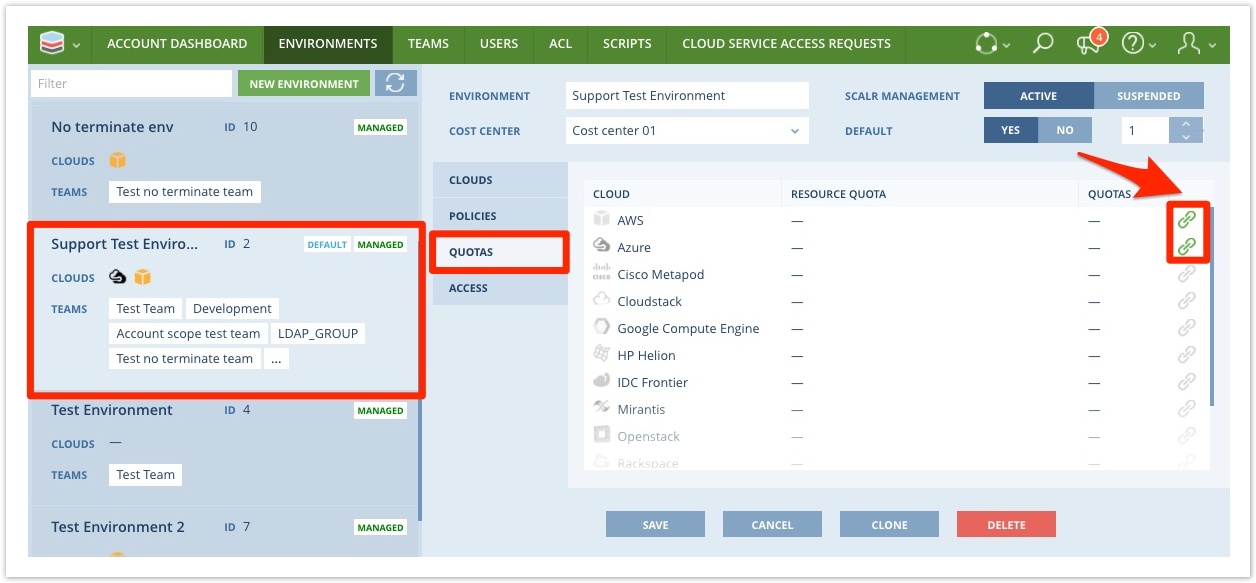 ACCOUNT DASHBOARD ENVIRONMENTS TEAMS USERS ACL SCRIPTS CLOUD SERVICE ACCESS REQUESTS 4
Filter NEW ENVIRONMENT
No terminate env ID 10 MANAGED
CLOUDS
TEAMS Test no terminate team
Support Test Enviro... ID 2 DEFAULT MANAGED
CLOUDS
TEAMS Test Team Development
Account scope test team LDAP_GROUP
Test no terminate team ...
Test Environment ID 4 MANAGED
CLOUDS —
TEAMS Test Team
Test Environment 2 ID 7 MANAGED
ENVIRONMENT Support Test Environment SCALR MANAGEMENT ACTIVE SUSPENDED
COST CENTER Cost center 01 DEFAULT YES NO 1
CLOUDS
POLICIES
QUOTAS
ACCESS
CLOUD RESOURCE QUOTA QUOTAS
AWS — —
Azure — —
cisco Cisco Metapod — —
Cloudstack — —
Google Compute Engine — —
HP Helion — —
IDC Frontier — —
Mirantis — —
Openstack — —
Rackspace — —
SAVE CANCEL CLONE DELETE